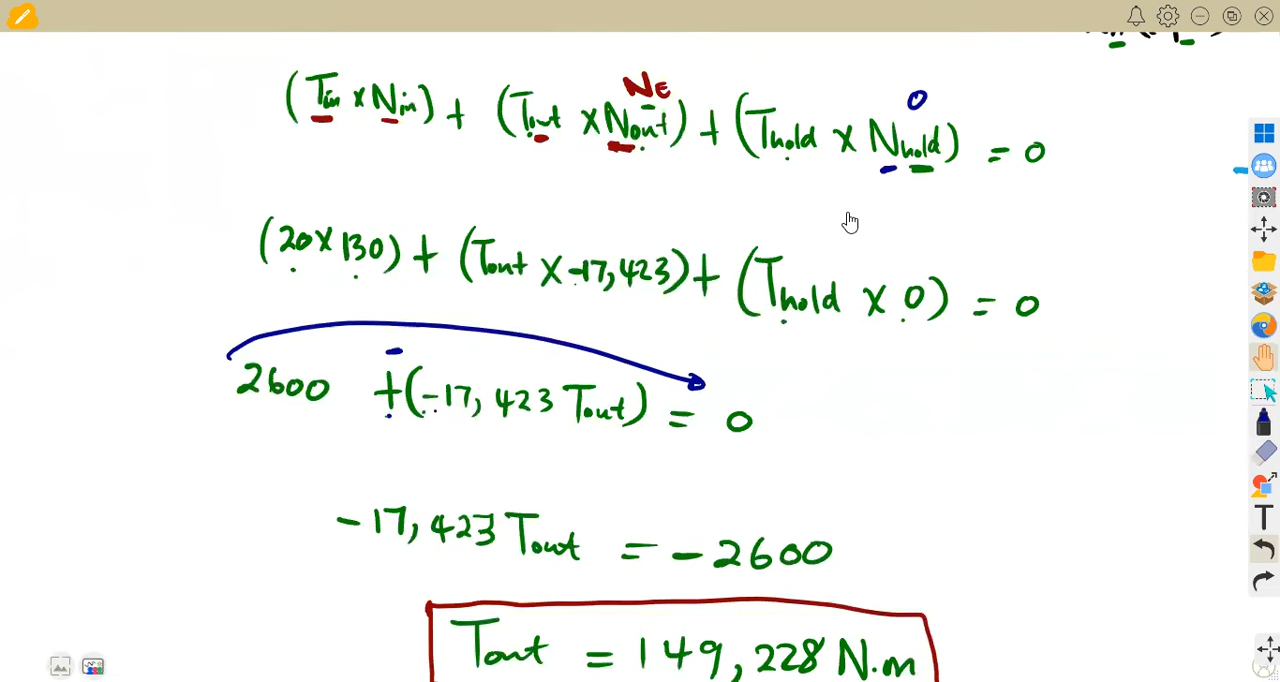 NE
0
(Tin x Nin) + (Tout x Nout) + (Thold x Nhold) = 0
(20 x 130) + (Tout x -17,423) + (Thold x 0) = 0
2600 + (-17,423 Tout) = 0
-17,423 Tout = -2600
Tout = 149,228 N.m
T